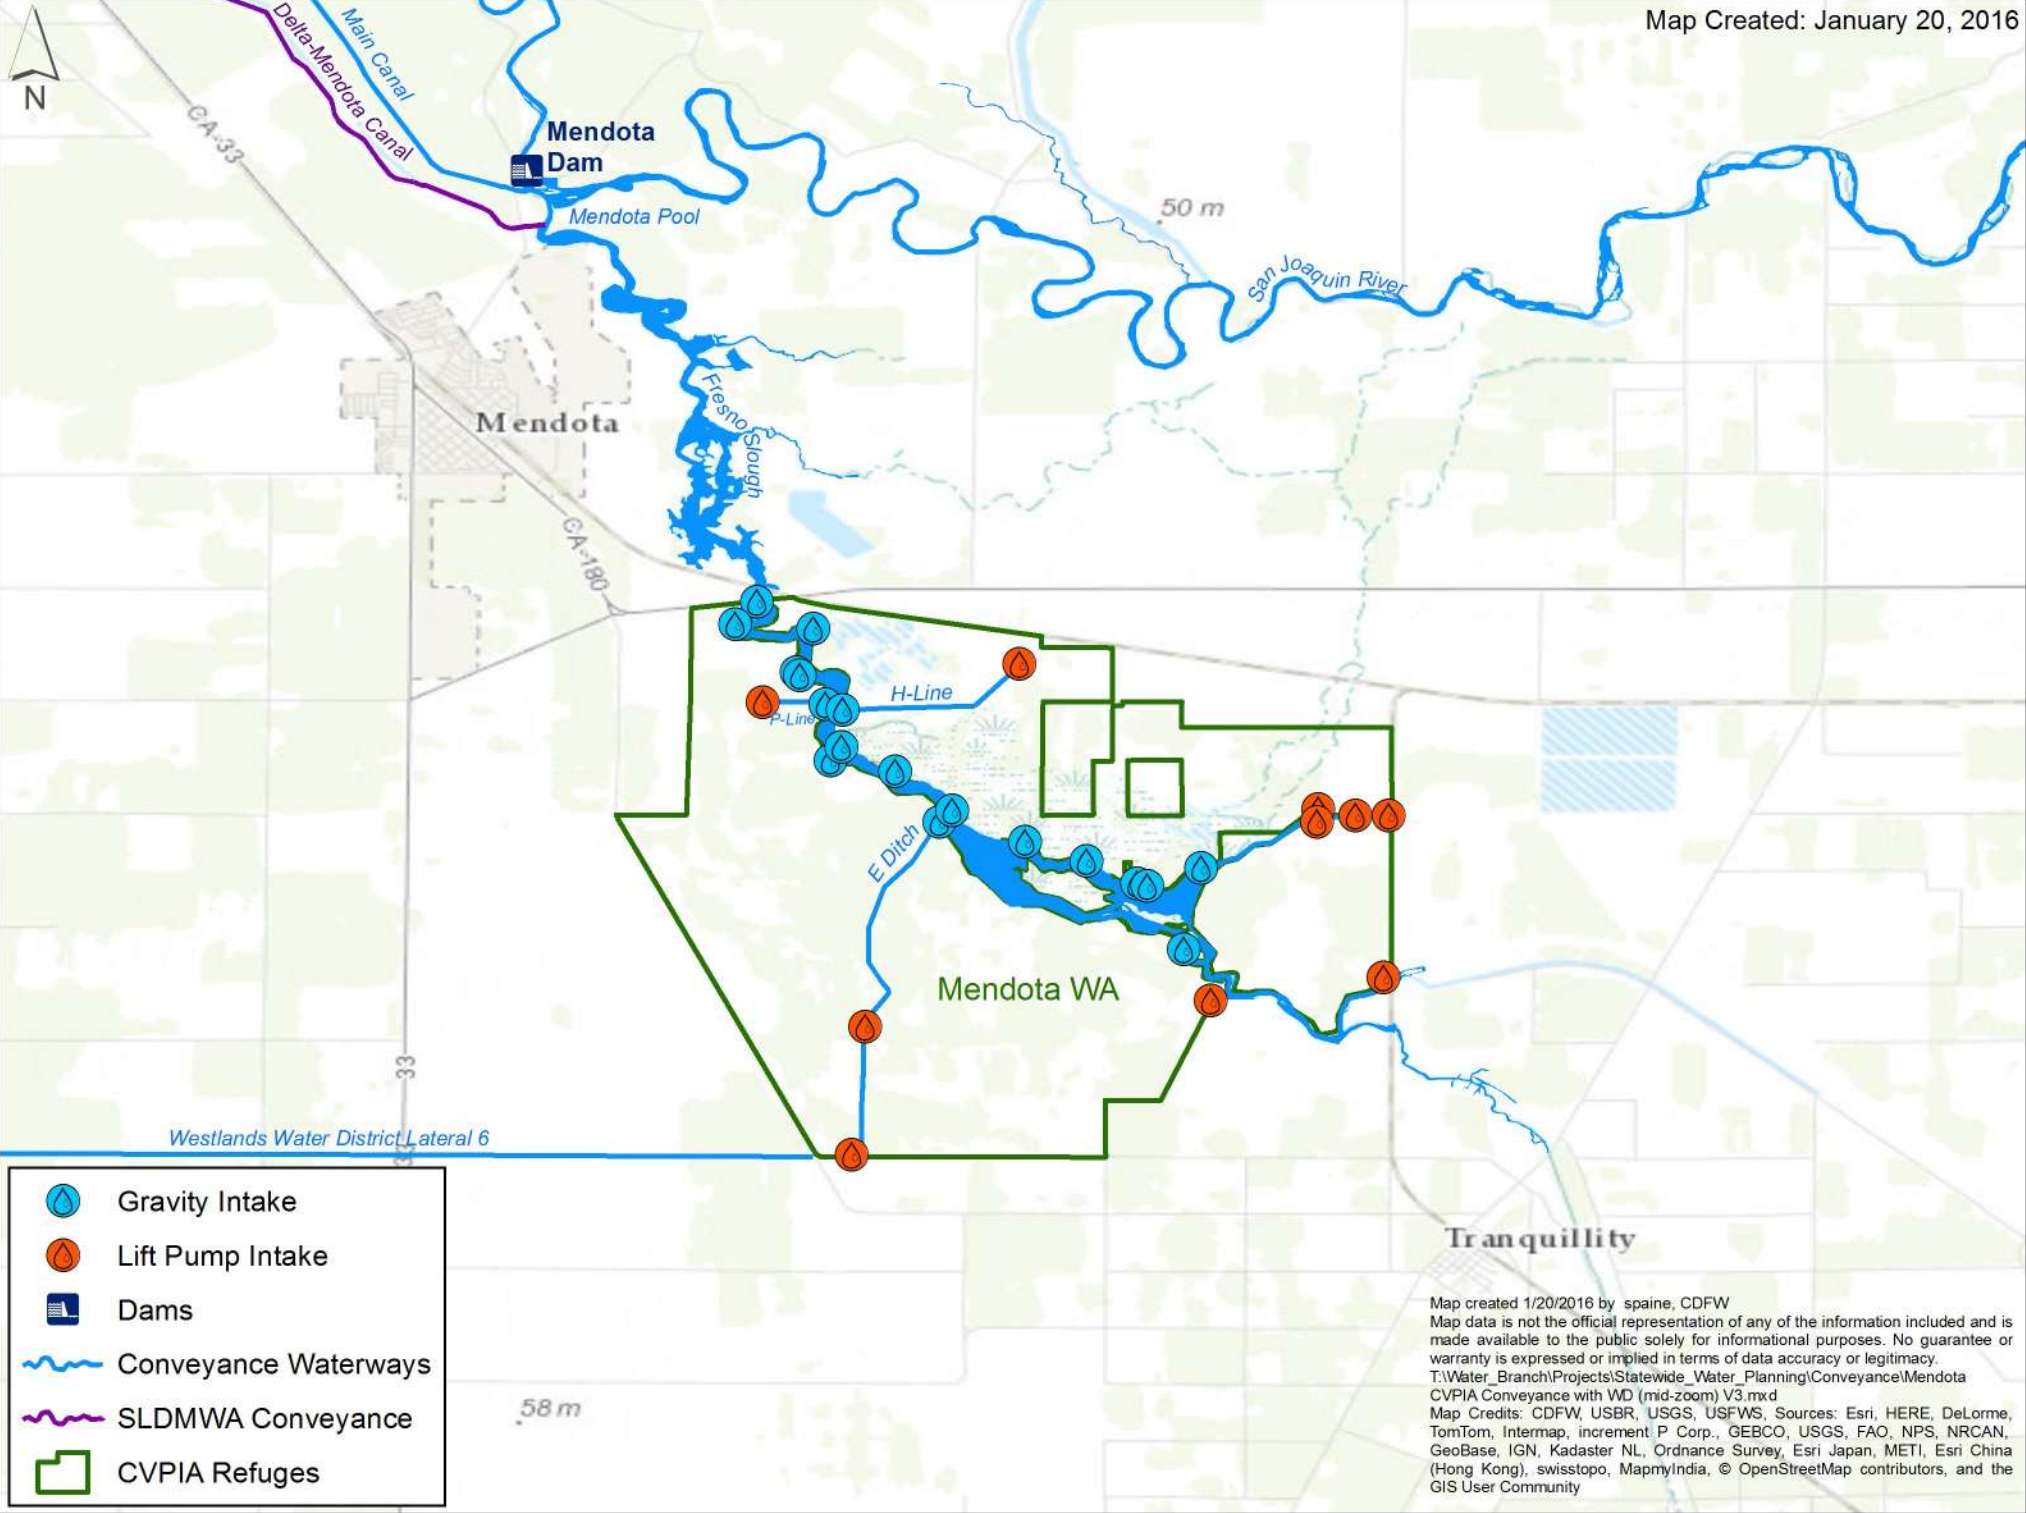 Map Created: January 20, 2016
N
Delta-Mendota Canal
Main Canal
CA-33
Mendota
Dam
Mendota Pool
50 m
San Joaquin River
Mendota
Fresno Slough
CA-180
H-Line
P-Line
E Ditch
Mendota WA
33
Westlands Water District Lateral 6
33
Tranquillity
58 m
Gravity Intake
Lift Pump Intake
Dams
Conveyance Waterways
SLDMWA Conveyance
CVPIA Refuges
Map created 1/20/2016 by spaine, CDFW
Map data is not the official representation of any of the information included and is
made available to the public solely for informational purposes. No guarantee or
warranty is expressed or implied in terms of data accuracy or legitimacy.
T:\Water_Branch\Projects\Statewide_Water_Planning\Conveyance\Mendota
CVPIA Conveyance with WD (mid-zoom) V3.mxd
Map Credits: CDFW, USBR, USGS, USFWS, Sources: Esri, HERE, DeLorme,
TomTom, Intermap, increment P Corp., GEBCO, USGS, FAO, NPS, NRCAN,
GeoBase, IGN, Kadaster NL, Ordnance Survey, Esri Japan, METI, Esri China
(Hong Kong), swisstopo, MapmyIndia, © OpenStreetMap contributors, and the
GIS User Community